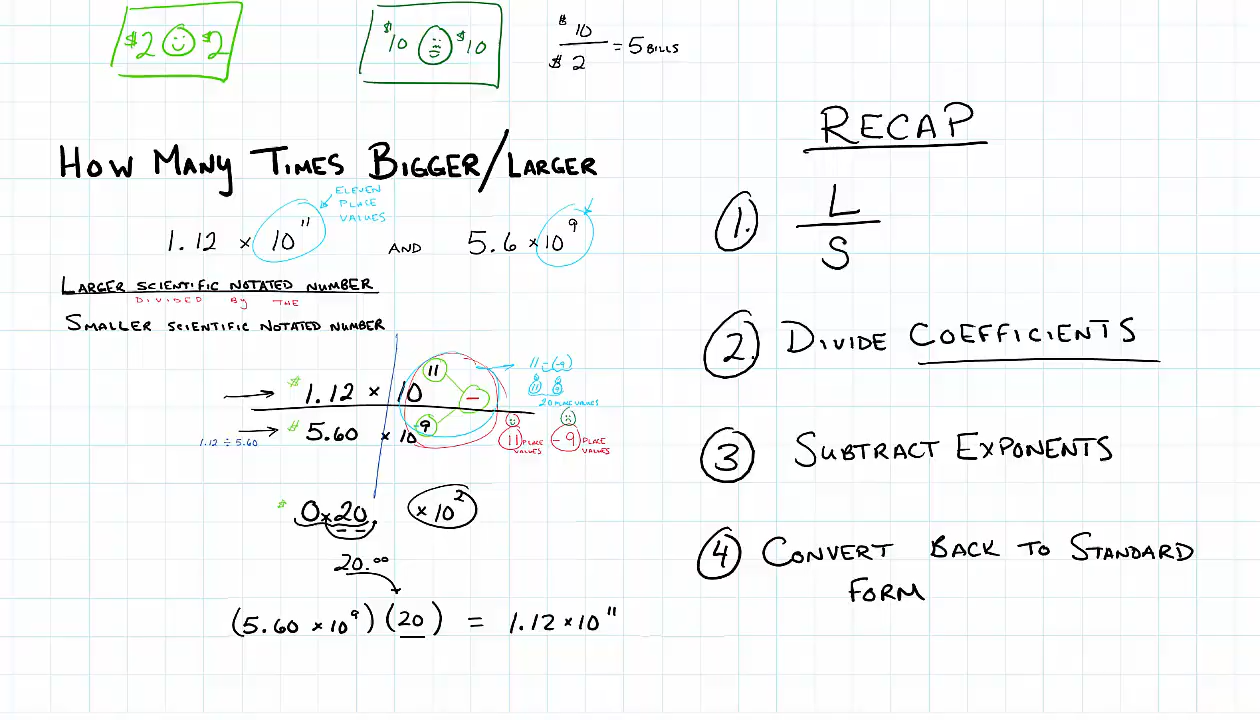 $2 $2
$10 $10
$10
$2
= 5 BILLS
HOW MANY TIMES BIGGER/LARGER
ELEVEN
PLACE
VALUES
1.12 × 10^11 AND 5.6 × 10^9
LARGER SCIENTIFIC NOTATED NUMBER
DIVIDED BY THE
SMALLER SCIENTIFIC NOTATED NUMBER
11 - (-9)
11 9
20 PLACE VALUES
$ 1.12 × 10^11
-
$ 5.60 × 10^9
1.12 ÷ 5.60
11 PLACE VALUES
-9 PLACE VALUES
$ 0.20 × 10^2
20.00
(5.60 × 10^9)(20) = 1.12 × 10^11
RECAP
1. L
S
2. DIVIDE COEFFICIENTS
3 SUBTRACT EXPONENTS
4 CONVERT BACK TO STANDARD
FORM